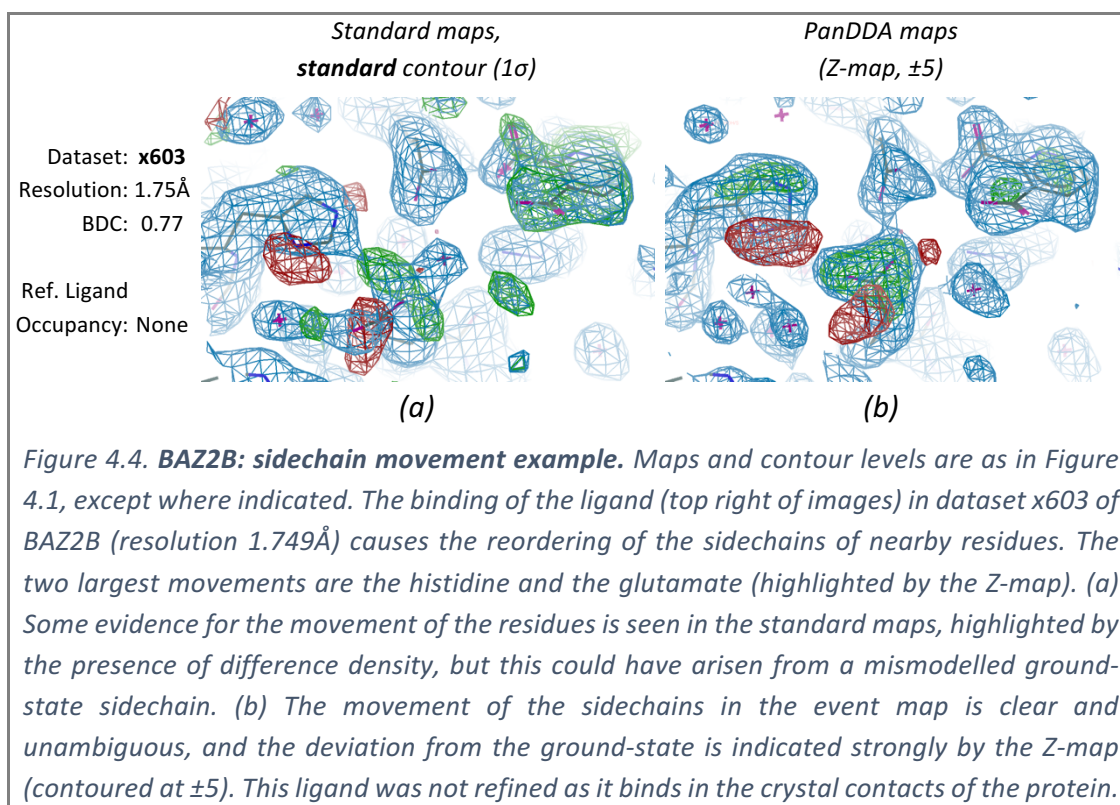 Standard maps,
standard contour (1σ)
PanDDA maps
(Z-map, ±5)
Dataset: x603
Resolution: 1.75Å
BDC: 0.77
Ref. Ligand
Occupancy: None
(a)
(b)
Figure 4.4. BAZ2B: sidechain movement example. Maps and contour levels are as in Figure
4.1, except where indicated. The binding of the ligand (top right of images) in dataset x603 of
BAZ2B (resolution 1.749Å) causes the reordering of the sidechains of nearby residues. The
two largest movements are the histidine and the glutamate (highlighted by the Z-map). (a)
Some evidence for the movement of the residues is seen in the standard maps, highlighted by
the presence of difference density, but this could have arisen from a mismodelled ground-
state sidechain. (b) The movement of the sidechains in the event map is clear and
unambiguous, and the deviation from the ground-state is indicated strongly by the Z-map
(contoured at ±5). This ligand was not refined as it binds in the crystal contacts of the protein.